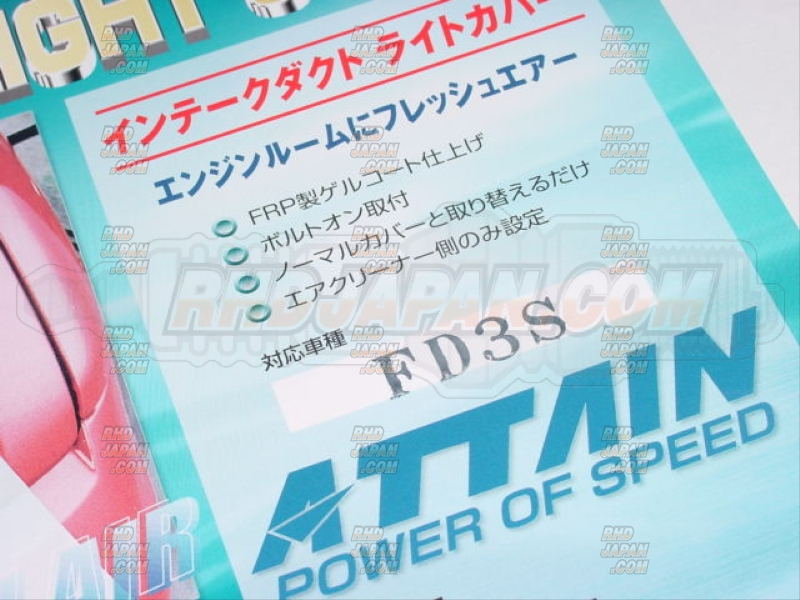 インテークダクト ライトカバー
エンジンルームにフレッシュエアー
FRP製ゲルコート仕上げ
ボルトオン取付
ノーマルカバーと取り替えるだけ
エアクリーナー側のみ設定
対応車種
FD3S
ATTAIN
POWER OF SPEED
AIR
RHDJAPAN.COM